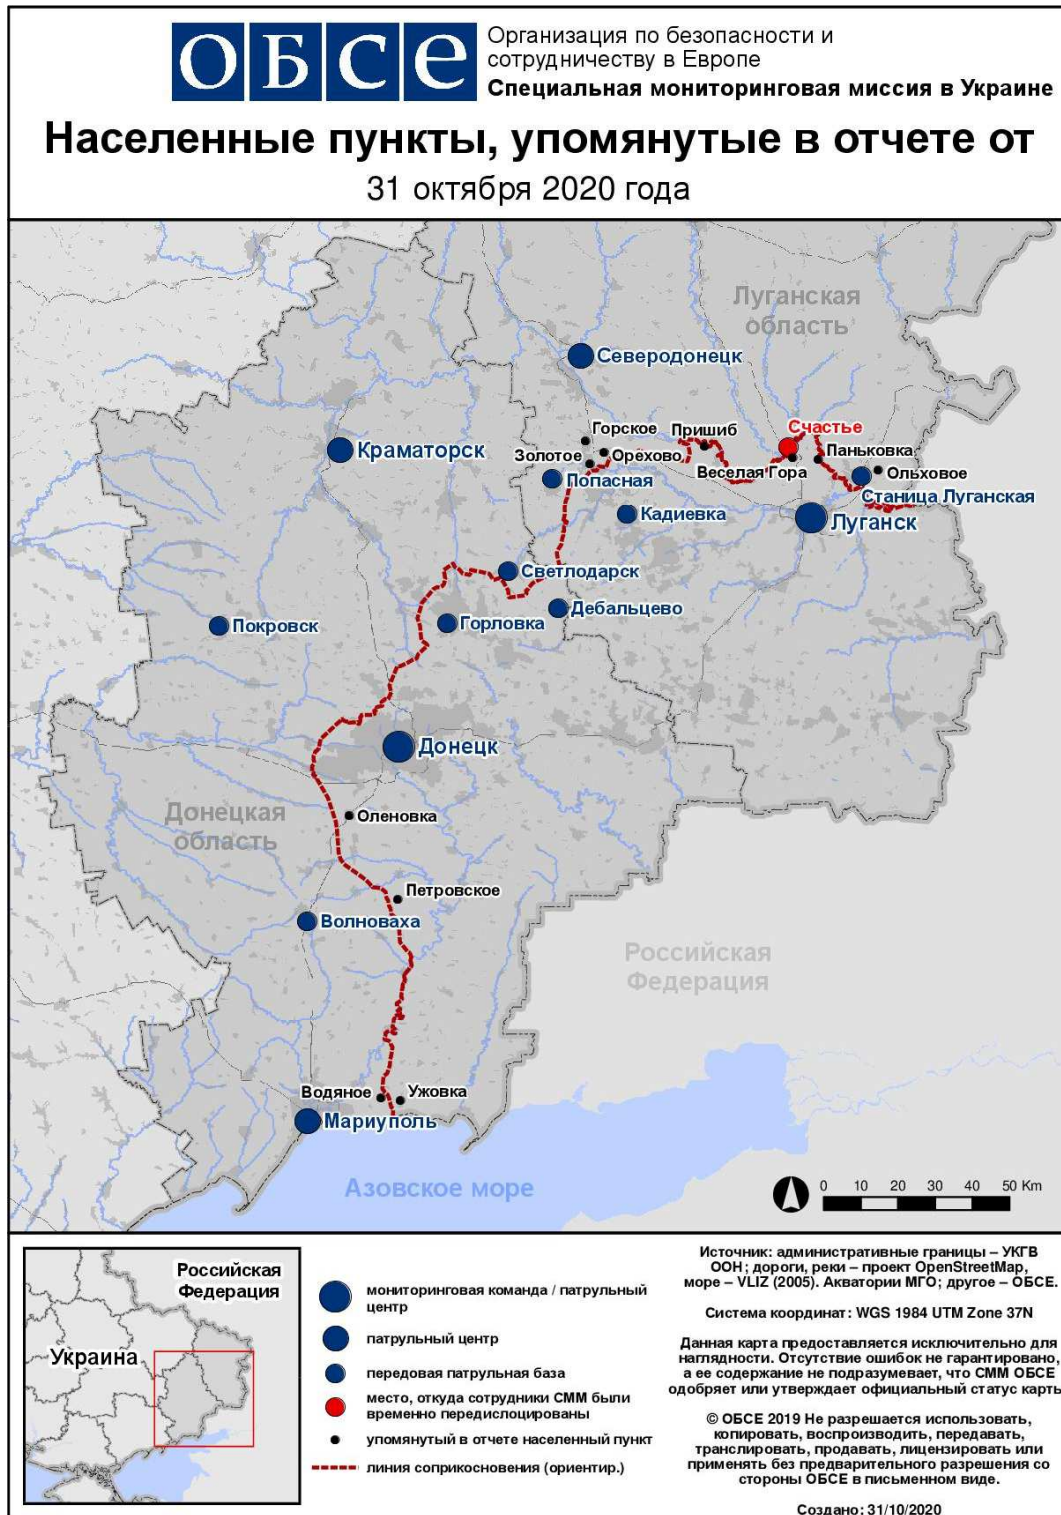 ОБСЕ
Организация по безопасности и
сотрудничеству в Европе
Специальная мониторинговая миссия в Украине
Населенные пункты, упомянутые в отчете от
31 октября 2020 года
Луганская
область
Северодонецк
Счастье
Горское
Пришиб
Краматорск
Золотое
Орехово
Паньковка
Веселая Гора
Ольховое
Попасная
Станица Луганская
Кадиевка
Луганск
Светлодарск
Дебальцево
Покровск
Горловка
Донецк
Донецкая
область
Оленовка
Петровское
Волноваха
Российская
Федерация
Водяное
Ужовка
Мариуполь
Азовское море
0 10 20 30 40 50 Km
Российская
Федерация
Украина
мониторинговая команда / патрульный
центр
патрульный центр
передовая патрульная база
место, откуда сотрудники СММ были
временно передислоцированы
упомянутый в отчете населенный пункт
линия соприкосновения (ориентир.)
Источник: административные границы – УКГВ
ООН; дороги, реки – проект OpenStreetMap,
море – VLIZ (2005). Акватории МГО; другое – ОБСЕ.
Система координат: WGS 1984 UTM Zone 37N
Данная карта предоставляется исключительно для
наглядности. Отсутствие ошибок не гарантировано,
а ее содержание не подразумевает, что СММ ОБСЕ
одобряет или утверждает официальный статус карты
© ОБСЕ 2019 Не разрешается использовать,
копировать, воспроизводить, передавать,
транслировать, продавать, лицензировать или
применять без предварительного разрешения со
стороны ОБСЕ в письменном виде.
Создано: 31/10/2020